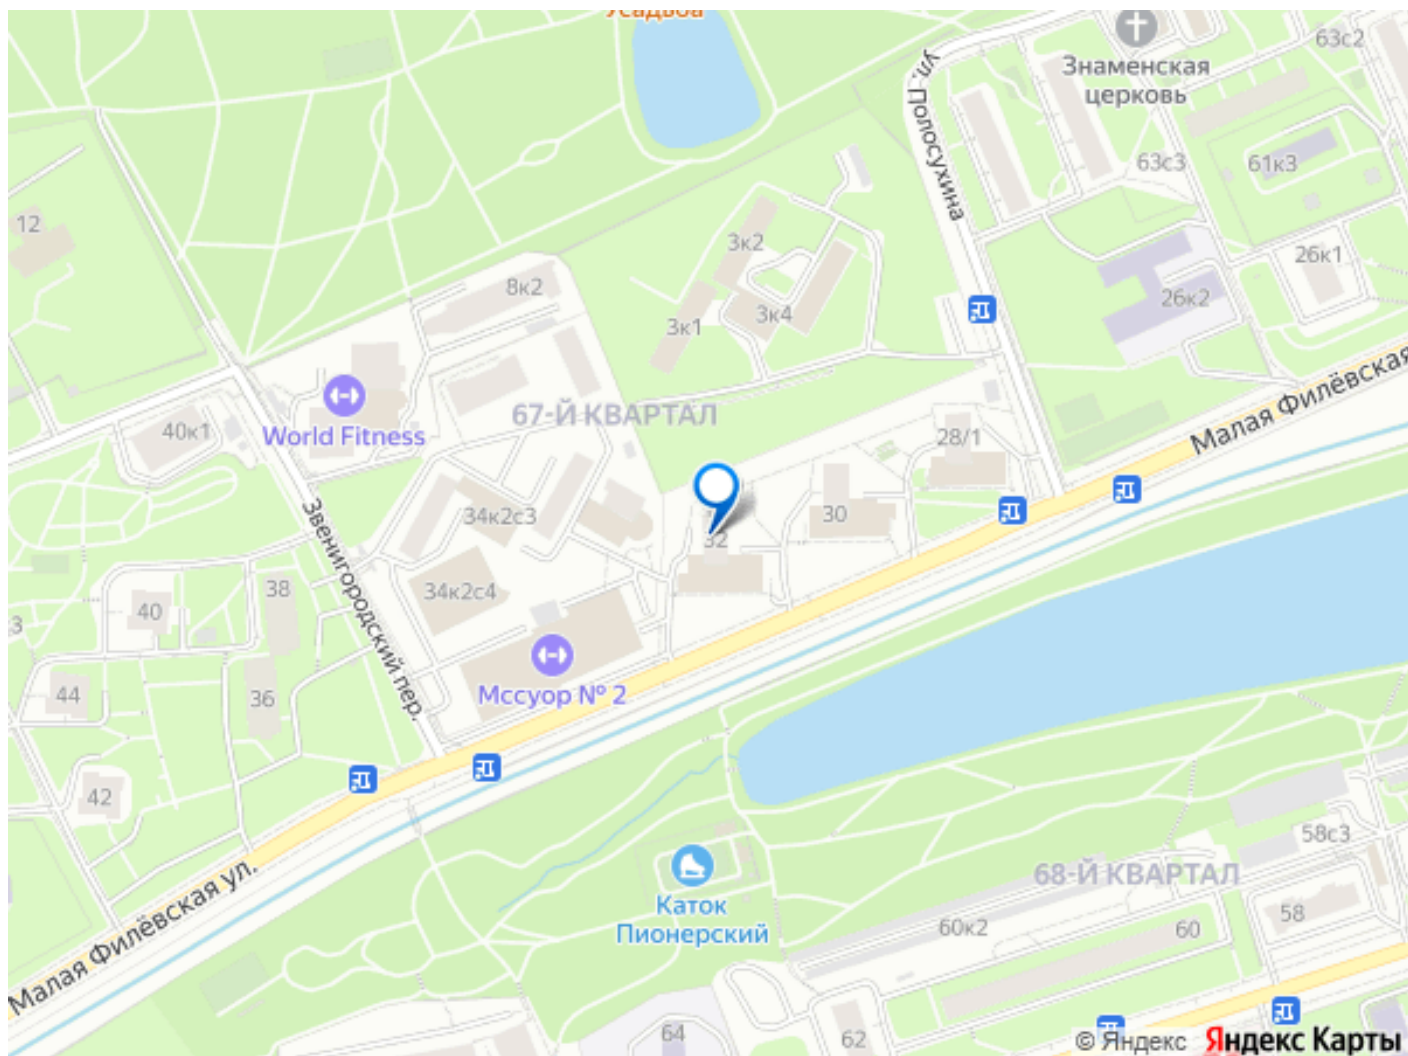 Усадьба
63с2
Знаменская
церковь
ул. Полосухина
63с3
61к3
12
3к2
26к1
8к2
26к2
3к4
3к1
Малая Филёвская
67-Й КВАРТАЛ
40к1
World Fitness
28/1
Звенигородский пер.
34к2с3
30
32
34к2с4
38
40
3
Мссуор № 2
44
36
42
58с3
Малая Филёвская ул.
68-Й КВАРТАЛ
Каток
Пионерский
58
60к2
60
64
62
© Яндекс Яндекс Карты